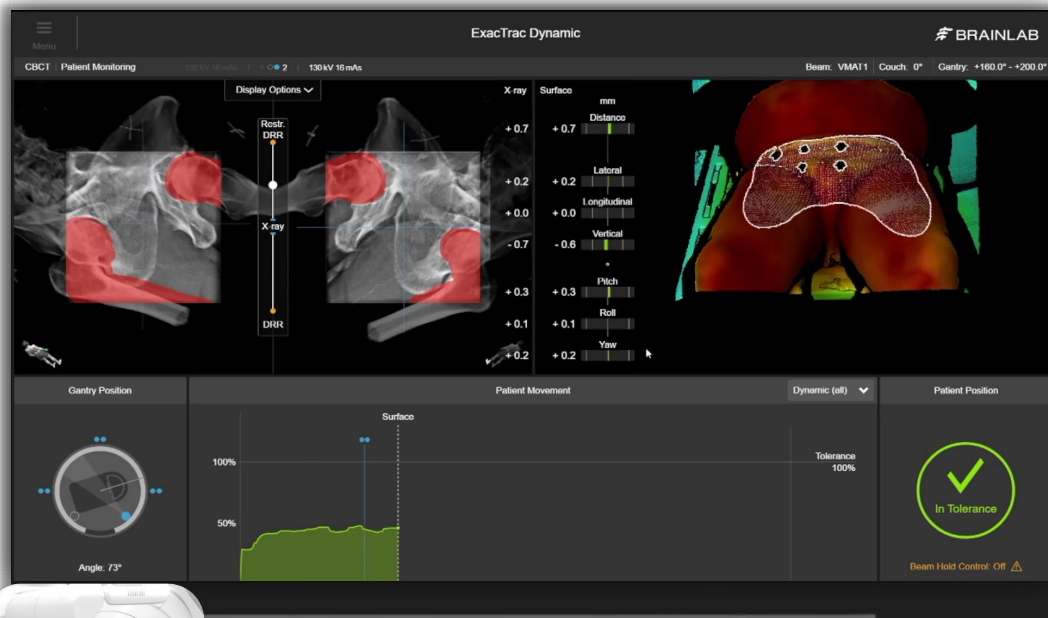 ExacTrac Dynamic
BRAINLAB
Menu
CBCT | Patient Monitoring
2 | 130 kV 16 mAs
Beam: VMAT1 | Couch: 0° | Gantry: +160.0° - +200.0°
Display Options
Restr.
DRR
X-ray
DRR
X-ray Surface
mm
Distance
+ 0.7 + 0.7
Lateral
+ 0.2 + 0.2
Longitudinal
+ 0.0 + 0.0
Vertical
- 0.7 - 0.6
Pitch
+ 0.3 + 0.3
Roll
+ 0.1 + 0.1
Yaw
+ 0.2 + 0.2
Gantry Position
Angle: 73°
Patient Movement
Dynamic (all)
Surface
100%
50%
Tolerance
100%
Patient Position
In Tolerance
Beam Hold Control: Off